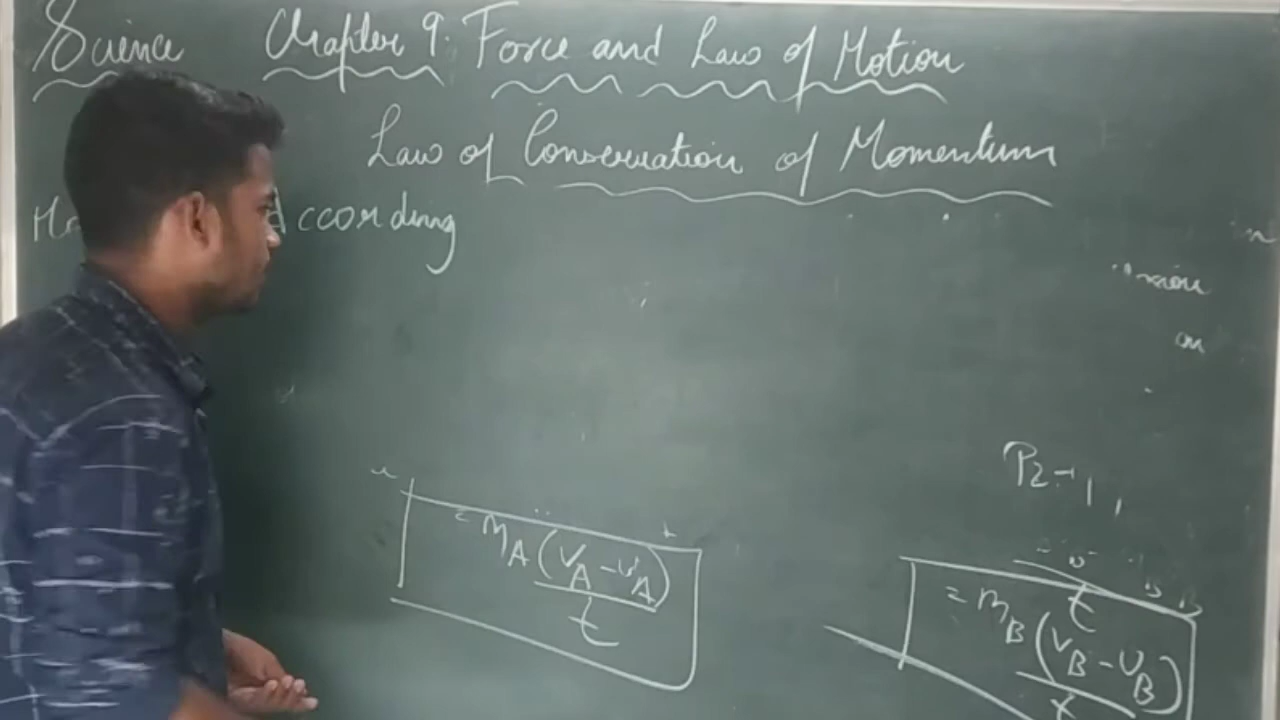 Science Chapter 9. Force and Law of Motion
Law of Conservation of Momentum
According
on
P2-
= mA (VA - UA)
t
t
= mB (VB - UB)
t